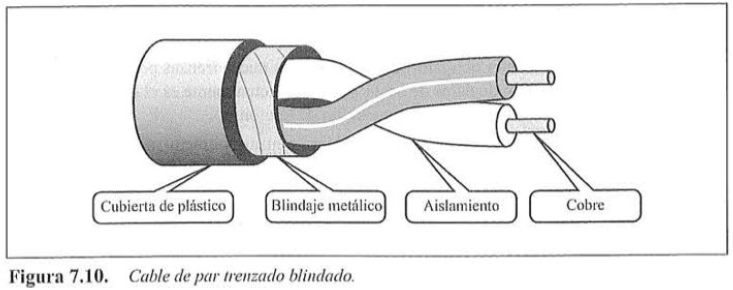 Cubierta de plástico
Blindaje metálico
Aislamiento
Cobre
Figura 7.10. Cable de par trenzado blindado.